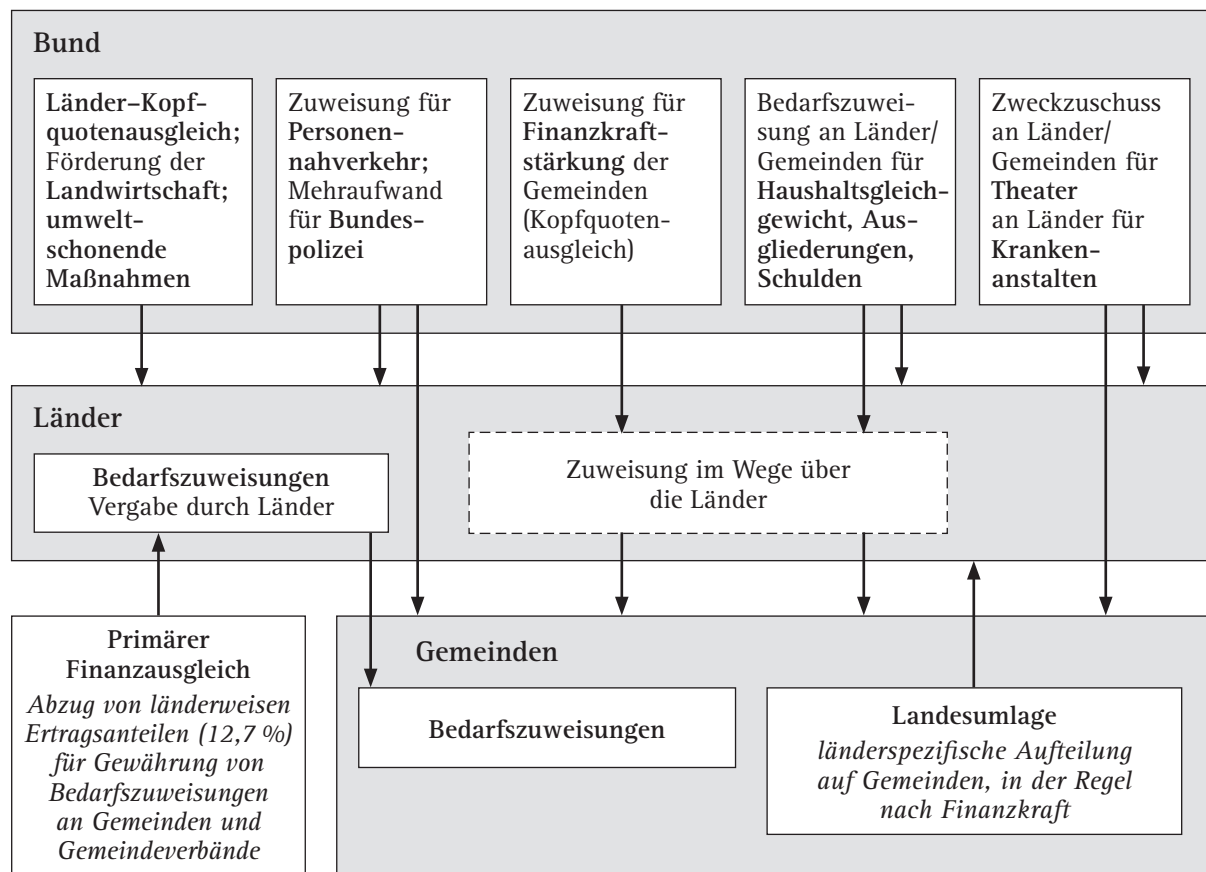 Bund
Länder-Kopf-
quotenausgleich;
Förderung der
Landwirtschaft;
umwelt-
schonende
Maßnahmen
Zuweisung für
Personen-
nahverkehr;
Mehraufwand
für Bundes-
polizei
Zuweisung für
Finanzkraft-
stärkung der
Gemeinden
(Kopfquoten-
ausgleich)
Bedarfszuwei-
sung an Länder/
Gemeinden für
Haushaltsgleich-
gewicht, Aus-
gliederungen,
Schulden
Zweckzuschuss
an Länder/
Gemeinden für
Theater
an Länder für
Kranken-
anstalten
Länder
Bedarfszuweisungen
Vergabe durch Länder
Zuweisung im Wege über
die Länder
Primärer
Finanzausgleich
Abzug von länderweisen
Ertragsanteilen (12,7 %)
für Gewährung von
Bedarfszuweisungen
an Gemeinden und
Gemeindeverbände
Gemeinden
Bedarfszuweisungen
Landesumlage
länderspezifische Aufteilung
auf Gemeinden, in der Regel
nach Finanzkraft